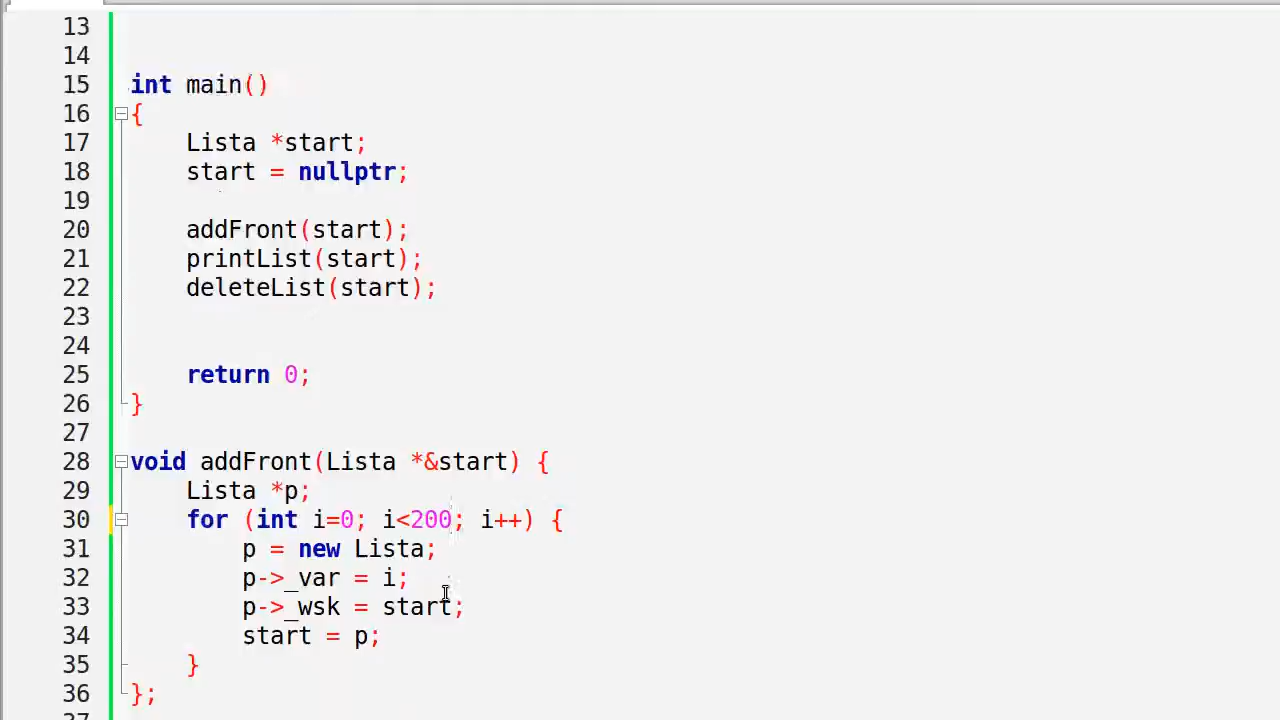 13
14
15 int main()
16 {
17 Lista *start;
18 start = nullptr;
19
20 addFront(start);
21 printList(start);
22 deleteList(start);
23
24
25 return 0;
26 }
27
28 void addFront(Lista *&start) {
29 Lista *p;
30 for (int i=0; i<200; i++) {
31 p = new Lista;
32 p->_var = i;
33 p->_wsk = start;
34 start = p;
35 }
36 };
37